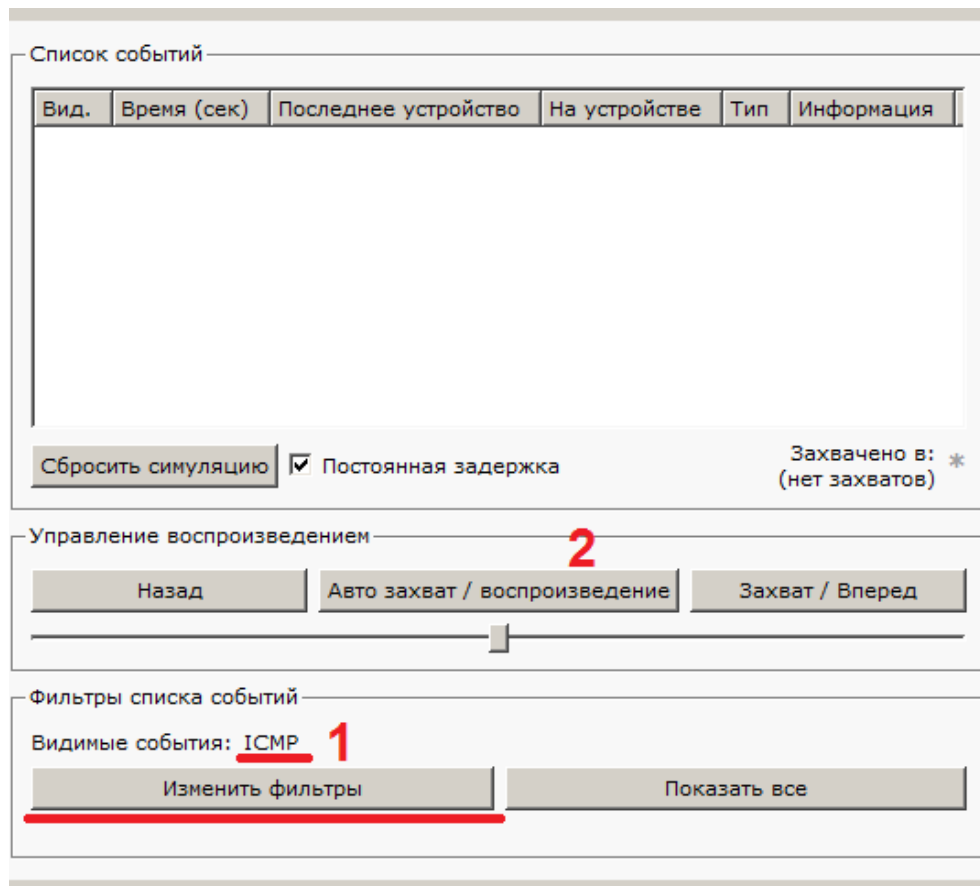 Список событий
Вид. Время (сек) Последнее устройство На устройстве Тип Информация
Сбросить симуляцию Постоянная задержка Захвачено в: *
(нет захватов)
Управление воспроизведением
2
Назад Авто захват / воспроизведение Захват / Вперед
Фильтры списка событий
Видимые события: ICMP 1
Изменить фильтры Показать все